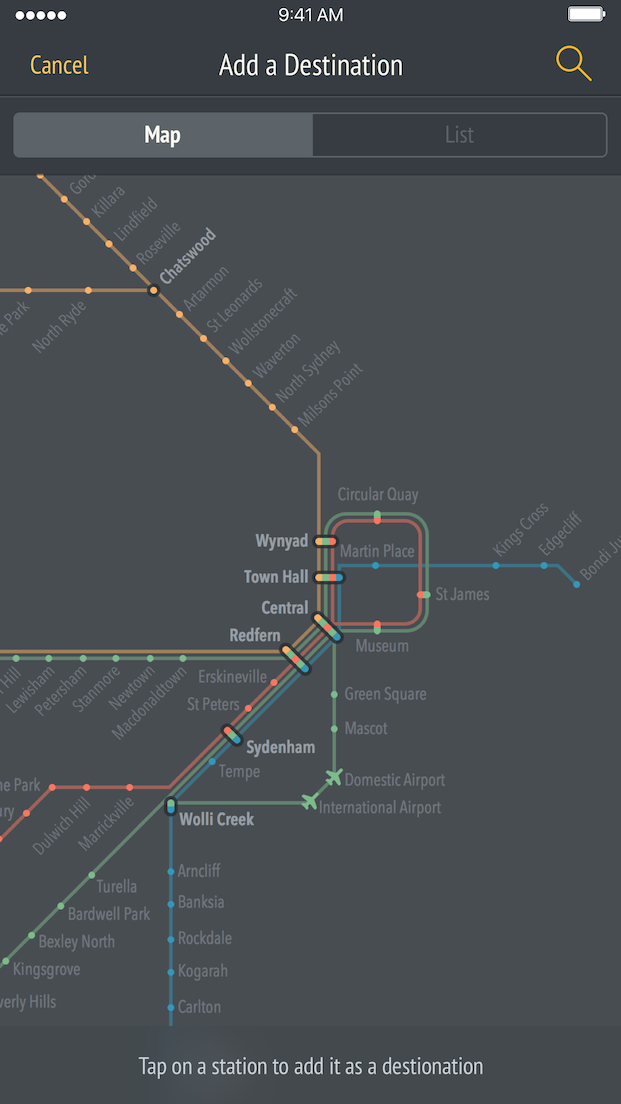 9:41 AM
Cancel
Add a Destination
Map
List
Killara
Lindfield
Roseville
Chatswood
Artarmon
St Leonards
Wollstonecraft
Waverton
North Sydney
Milsons Point
Park
North Ryde
Circular Quay
Wynyad
Martin Place
Kings Cross
Edgecliff
Bondi
Town Hall
St James
Central
Redfern
Museum
Hill
Lewisham
Petersham
Stanmore
Newtown
Macdonaldtown
Erskineville
St Peters
Green Square
Mascot
Sydenham
Tempe
Domestic Airport
International Airport
Park
Dulwich Hill
Marrickville
Wolli Creek
Turella
Bardwell Park
Bexley North
Kingsgrove
verly Hills
Arncliff
Banksia
Rockdale
Kogarah
Carlton
Tap on a station to add it as a destionation